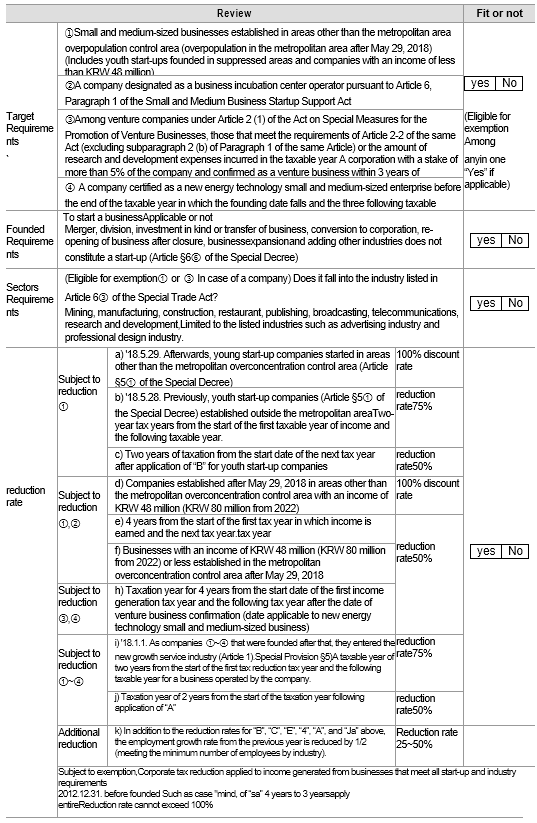 Review
Fit or not
Target
Requireme
nts
`
①Small and medium-sized businesses established in areas other than the metropolitan area
overpopulation control area (overpopulation in the metropolitan area after May 29, 2018)
(Includes youth start-ups founded in suppressed areas and companies with an income of less
than KRW 48 million)
②A company designated as a business incubation center operator pursuant to Article 6,
Paragraph 1 of the Small and Medium Business Startup Support Act
③Among venture companies under Article 2 (1) of the Act on Special Measures for the
Promotion of Venture Businesses, those that meet the requirements of Article 2-2 of the same
Act (excluding subparagraph 2 (b) of Paragraph 1 of the same Article) or the amount of
research and development expenses incurred in the taxable year A corporation with a stake of
more than 5% of the company and confirmed as a venture business within 3 years of
④ A company certified as a new energy technology small and medium-sized enterprise before
the end of the taxable year in which the founding date falls and the three following taxable
yes No
(Eligible for
exemption
Among
anyin one
"Yes" if
applicable)
Founded
Requireme
nts
To start a businessApplicable or not
Merger, division, investment in kind or transfer of business, conversion to corporation, re-
opening of business after closure, businessexpansionand adding other industries does not
constitute a start-up (Article §6⑥ of the Special Decree)
yes No
Sectors
Requireme
nts
(Eligible for exemption① or ③ In case of a company) Does it fall into the industry listed in
Article 6③ of the Special Trade Act?
Mining, manufacturing, construction, restaurant, publishing, broadcasting, telecommunications,
research and development,Limited to the listed industries such as advertising industry and
professional design industry.
yes No
reduction
rate
Subject to
reduction
①
a) '18.5.29. Afterwards, young start-up companies started in areas
other than the metropolitan overconcentration control area (Article
§5① of the Special Decree)
100% discount
rate
b) '18.5.28. Previously, youth start-up companies (Article §5① of
the Special Decree) established outside the metropolitan areaTwo-
year tax years from the start of the first taxable year of income and
the following taxable year.
reduction
rate75%
c) Two years of taxation from the start date of the next tax year
after application of "B" for youth start-up companies
reduction
rate50%
Subject to
reduction
①,②
d) Companies established after May 29, 2018 in areas other than
the metropolitan overconcentration control area with an income of
KRW 48 million (KRW 80 million from 2022)
100% discount
rate
e) 4 years from the start of the first tax year in which income is
earned and the next tax year.tax year
f) Businesses with an income of KRW 48 million (KRW 80 million
from 2022) or less established in the metropolitan
overconcentration control area after May 29, 2018
reduction
rate50%
yes No
Subject to
reduction
③,④
h) Taxation year for 4 years from the start date of the first income
generation tax year and the following tax year after the date of
venture business confirmation (date applicable to new energy
technology small and medium-sized business)
Subject to
reduction
①~④
i) '18.1.1. As companies ①~④ that were founded after that, they entered the
new growth service industry (Article 1).Special Provision §5)A taxable year of
two years from the start of the first tax reduction tax year and the following
taxable year for a business operated by the company.
reduction
rate75%
j) Taxation year of 2 years from the start of the taxation year following
application of "A"
reduction
rate50%
Additional
reduction
k) In addition to the reduction rates for "B", "C", "E", "4", "A", and "Ja" above,
the employment growth rate from the previous year is reduced by 1/2
(meeting the minimum number of employees by industry).
Reduction rate
25~50%
Subject to exemption,Corporate tax reduction applied to income generated from businesses that meet all start-up and industry
requirements
2012.12.31. before founded Such as case "mind, of "sa" 4 years to 3 yearsapply
entireReduction rate cannot exceed 100%